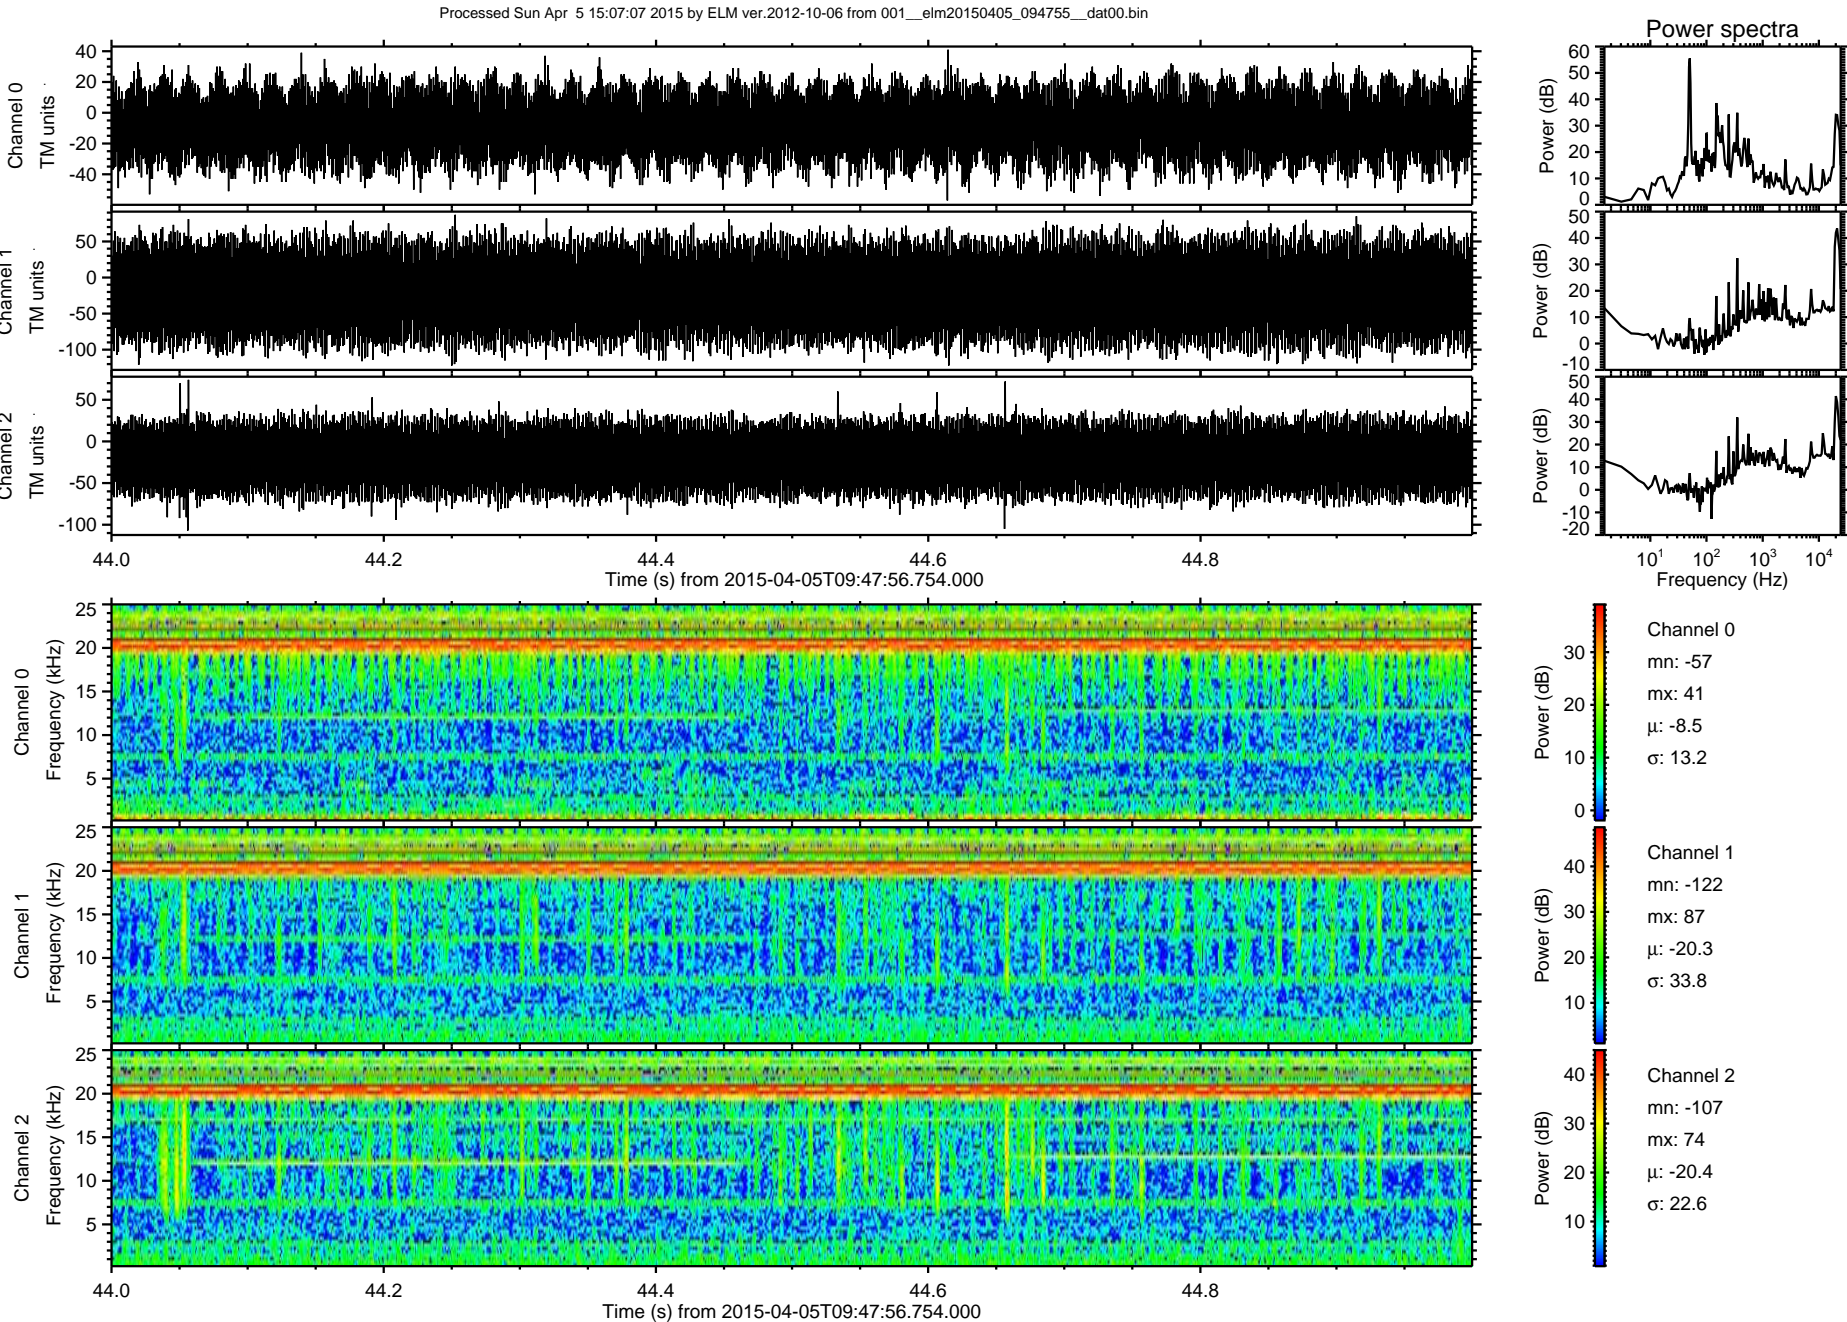 Processed Sun Apr 5 15:07:07 2015 by ELM ver.2012-10-06 from 001__elm20150405_094755__dat00.bin
Power spectra
Channel 0
TM units
40
20
0
-20
-40
Power (dB)
60
50
40
30
20
10
0
Channel 1
TM units
50
0
-50
-100
Power (dB)
50
40
30
20
10
0
-10
Channel 2
TM units
50
0
-50
-100
Power (dB)
50
40
30
20
10
0
-10
-20
44.0 44.2 44.4 44.6 44.8
Time (s) from 2015-04-05T09:47:56.754.000
10^1 10^2 10^3 10^4
Frequency (Hz)
Channel 0
Frequency (kHz)
25
20
15
10
5
Power (dB)
30
20
10
0
Channel 0
mn: -57
mx: 41
μ: -8.5
σ: 13.2
Channel 1
Frequency (kHz)
25
20
15
10
5
Power (dB)
40
30
20
10
Channel 1
mn: -122
mx: 87
μ: -20.3
σ: 33.8
Channel 2
Frequency (kHz)
25
20
15
10
5
Power (dB)
40
30
20
10
Channel 2
mn: -107
mx: 74
μ: -20.4
σ: 22.6
44.0 44.2 44.4 44.6 44.8
Time (s) from 2015-04-05T09:47:56.754.000